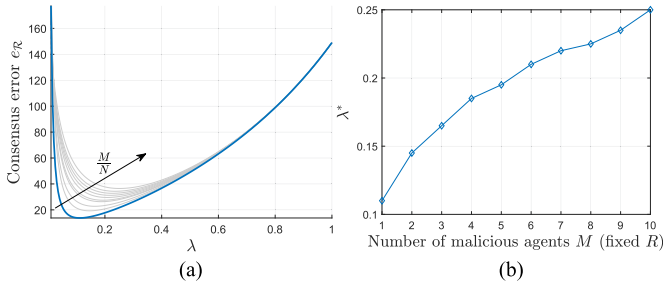 Consensus error e_R
160
140
120
100
80
60
40
20
M/N
0.2
0.4
0.6
0.8
1
λ
(a)
λ*
0.25
0.2
0.15
0.1
1 2 3 4 5 6 7 8 9 10
Number of malicious agents M (fixed R)
(b)